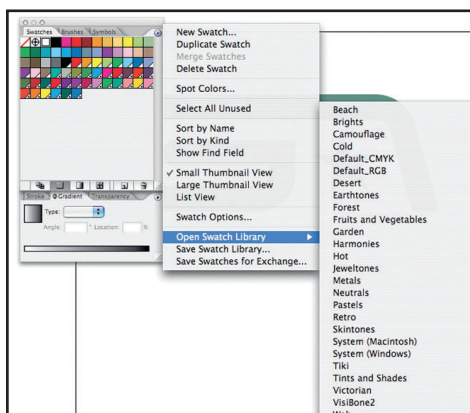 Swatches Brushes Symbols
New Swatch...
Duplicate Swatch
Merge Swatches
Delete Swatch
Spot Colors...
Select All Unused
Sort by Name
Sort by Kind
Show Find Field
✓ Small Thumbnail View
Large Thumbnail View
List View
Swatch Options...
Open Swatch Library
Save Swatch Library...
Save Swatches for Exchange...
Stroke Gradient Transparency
Type:
Angle: ° Location: %
Beach
Brights
Camouflage
Cold
Default_CMYK
Default_RGB
Desert
Earthtones
Forest
Fruits and Vegetables
Garden
Harmonies
Hot
Jeweltones
Metals
Neutrals
Pastels
Retro
Skintones
System (Macintosh)
System (Windows)
Tiki
Tints and Shades
Victorian
VisiBone2